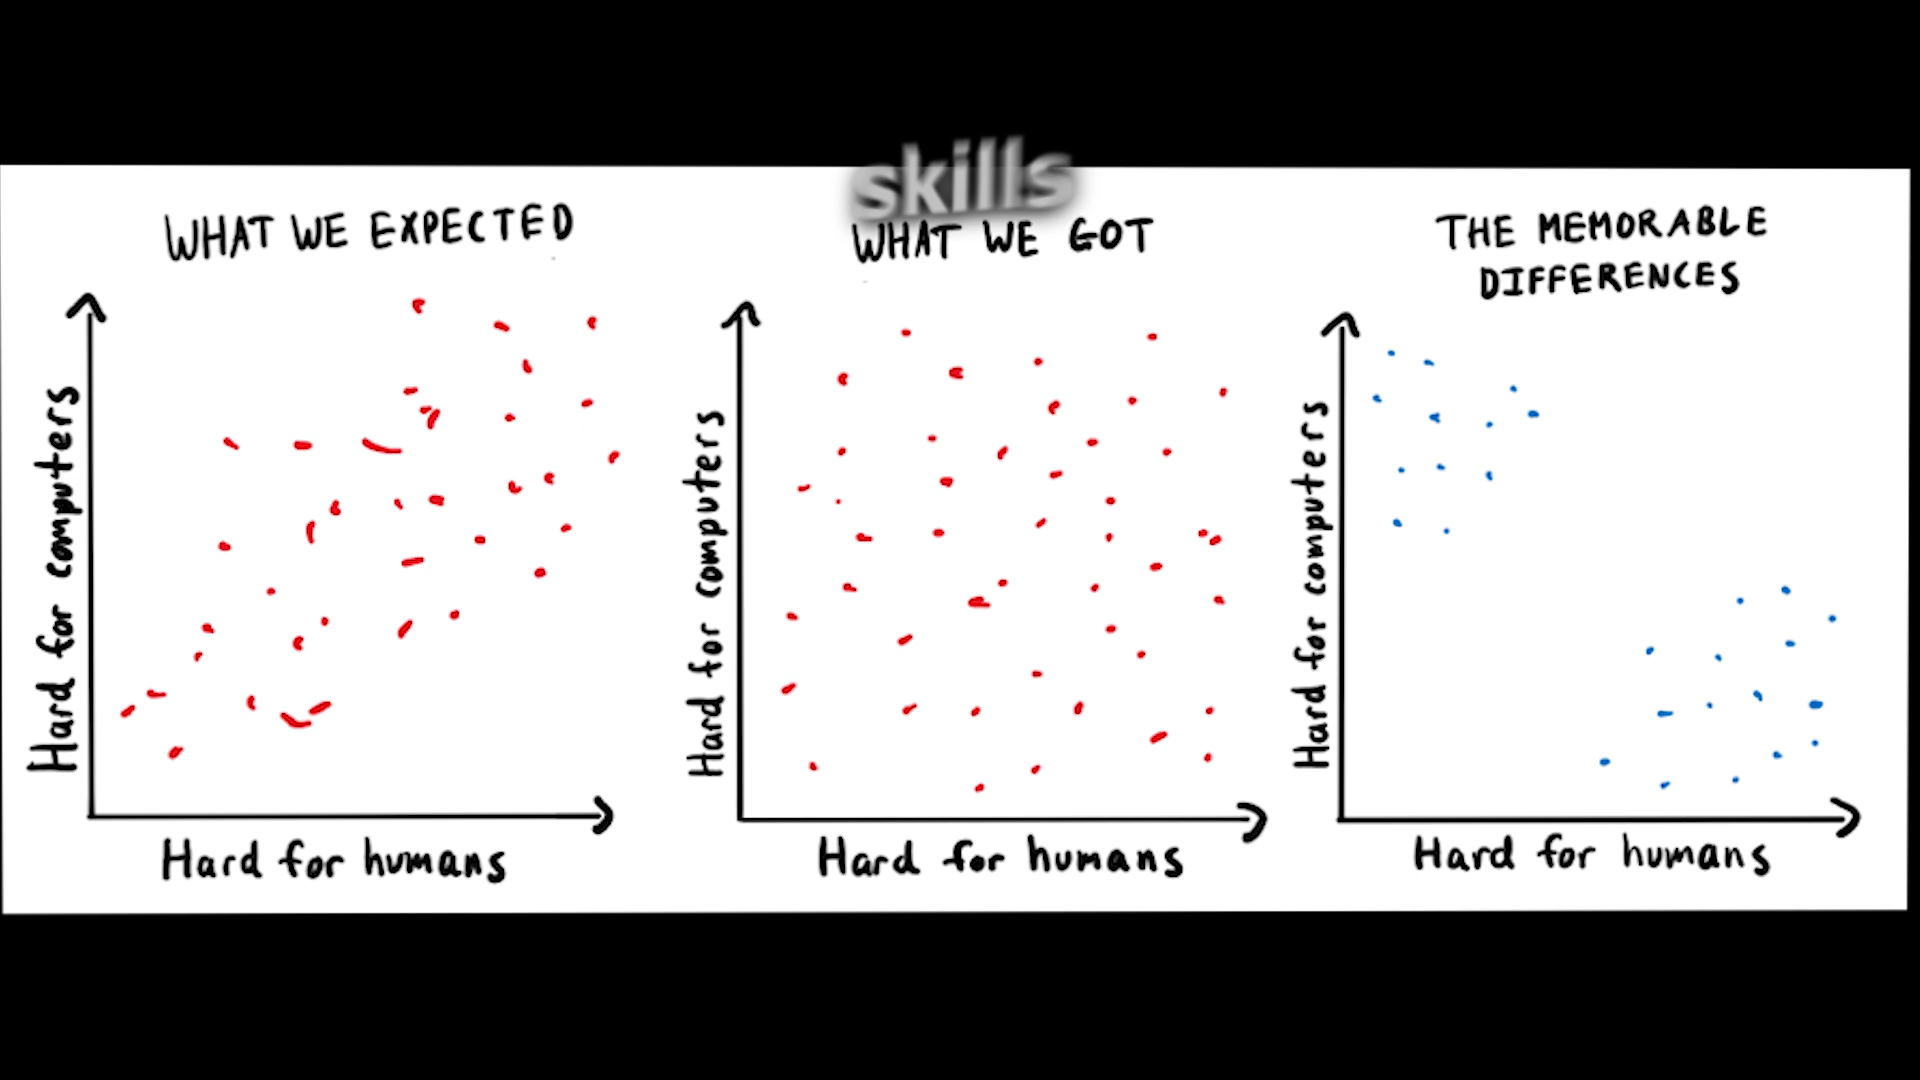 skills
WHAT WE EXPECTED
WHAT WE GOT
THE MEMORABLE
DIFFERENCES
Hard for computers
Hard for humans
Hard for computers
Hard for humans
Hard for computers
Hard for humans